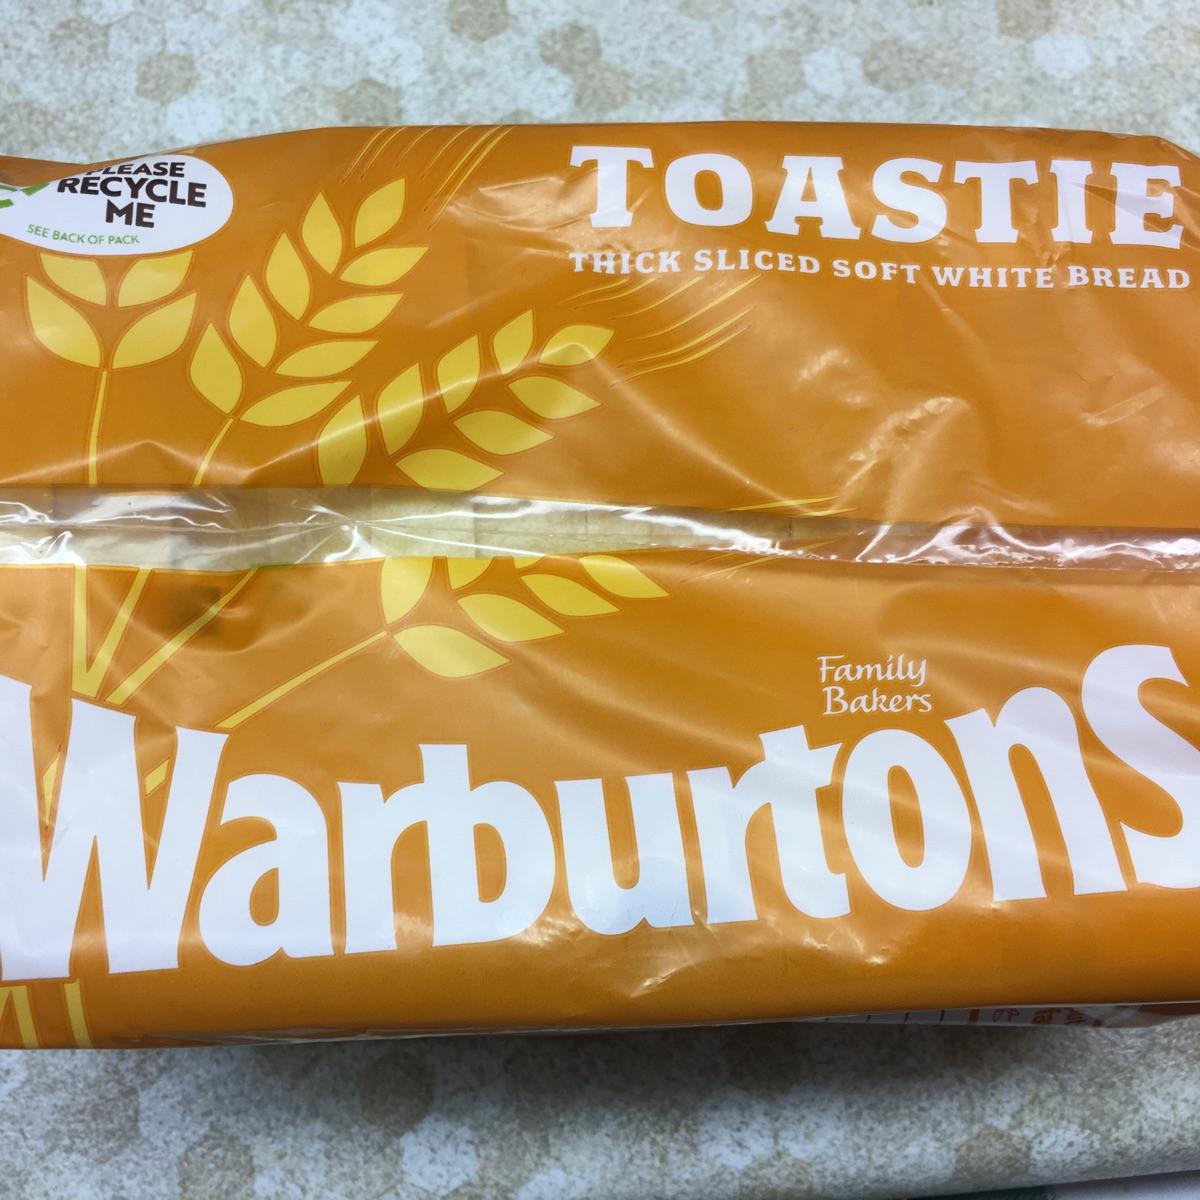 PLEASE
RECYCLE
ME
SEE BACK OF PACK
TOASTIE
THICK SLICED SOFT WHITE BREAD
Family
Bakers
Warburtons